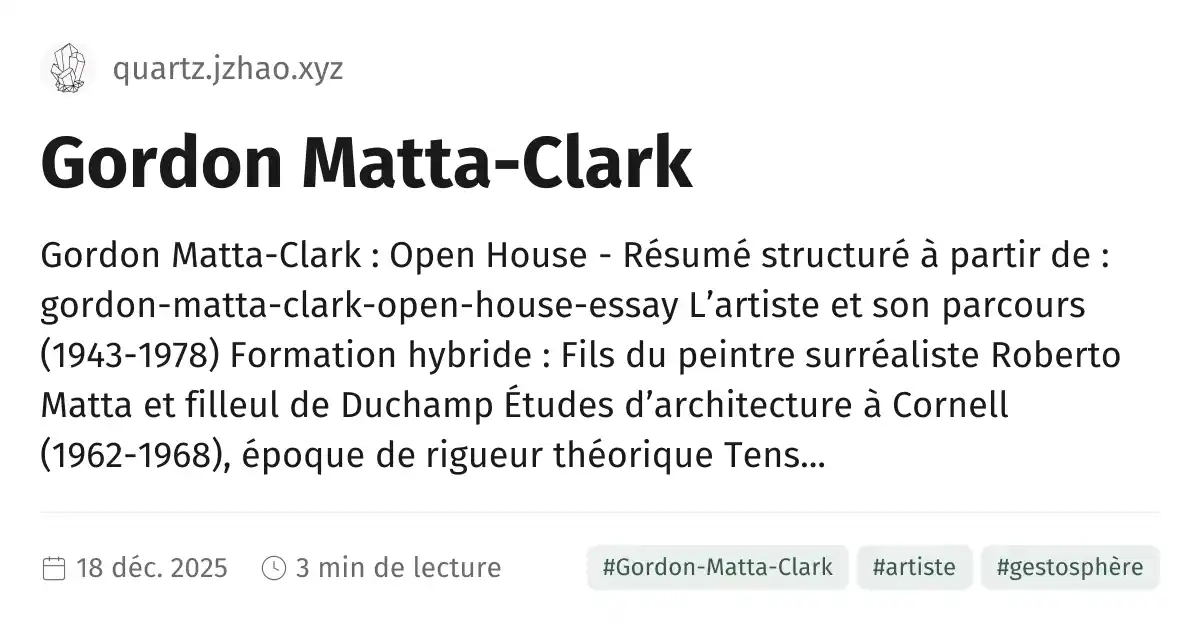 quartz.jzhao.xyz
Gordon Matta-Clark
Gordon Matta-Clark : Open House - Résumé structuré à partir de :
gordon-matta-clark-open-house-essay L’artiste et son parcours
(1943-1978) Formation hybride : Fils du peintre surréaliste Roberto
Matta et filleul de Duchamp Études d’architecture à Cornell
(1962-1968), époque de rigueur théorique Tens...
18 déc. 2025 3 min de lecture #Gordon-Matta-Clark #artiste #gestosphère